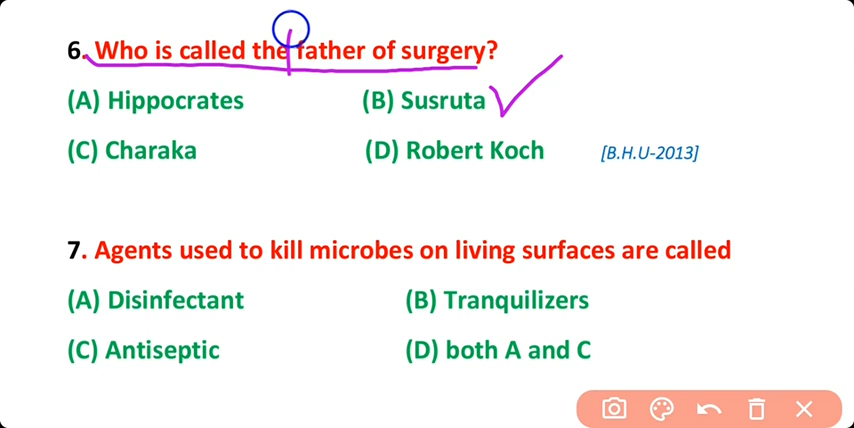 6. Who is called the father of surgery?
(A) Hippocrates (B) Susruta
(C) Charaka (D) Robert Koch [B.H.U-2013]
7. Agents used to kill microbes on living surfaces are called
(A) Disinfectant (B) Tranquilizers
(C) Antiseptic (D) both A and C